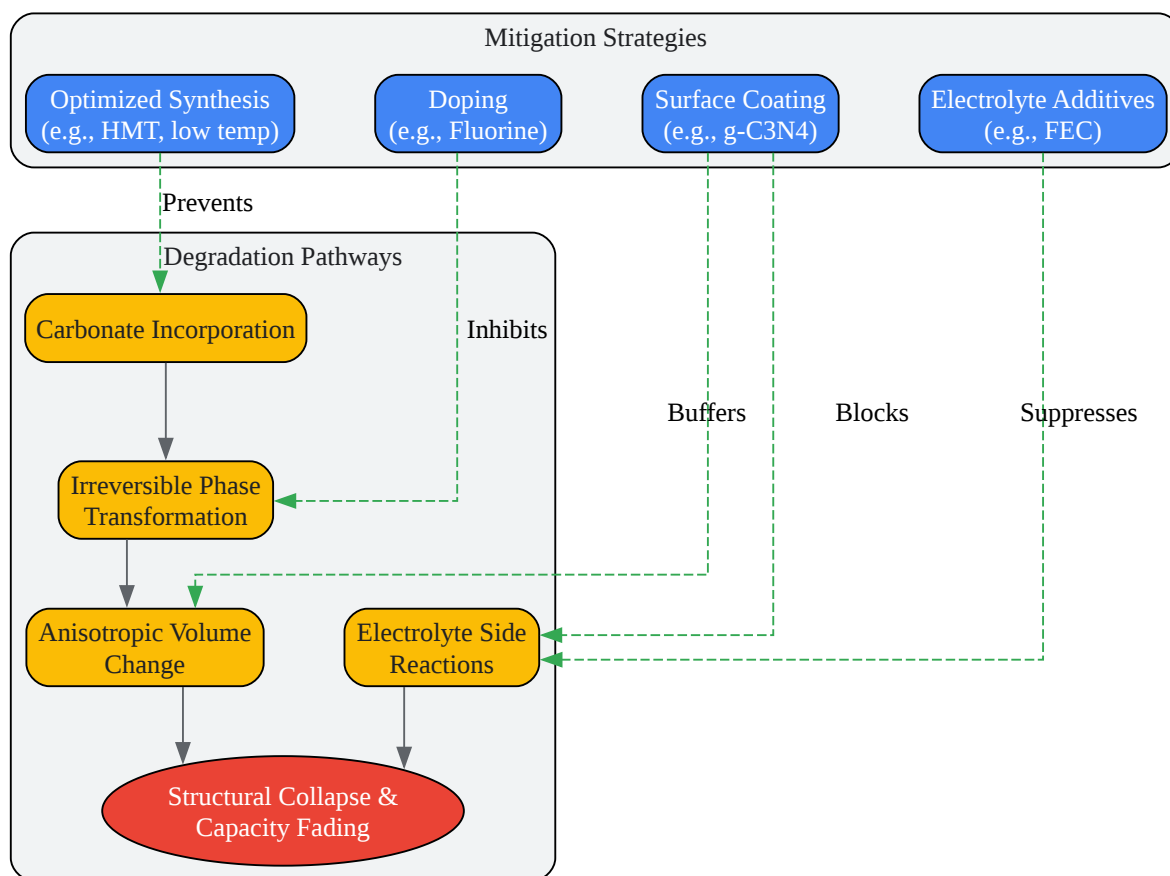 Mitigation Strategies
Optimized Synthesis
(e.g., HMT, low temp)
Doping
(e.g., Fluorine)
Surface Coating
(e.g., g-C3N4)
Electrolyte Additives
(e.g., FEC)
Prevents
Degradation Pathways
Carbonate Incorporation
Inhibits
Buffers
Blocks
Suppresses
Irreversible Phase
Transformation
Anisotropic Volume
Change
Electrolyte Side
Reactions
Structural Collapse &
Capacity Fading